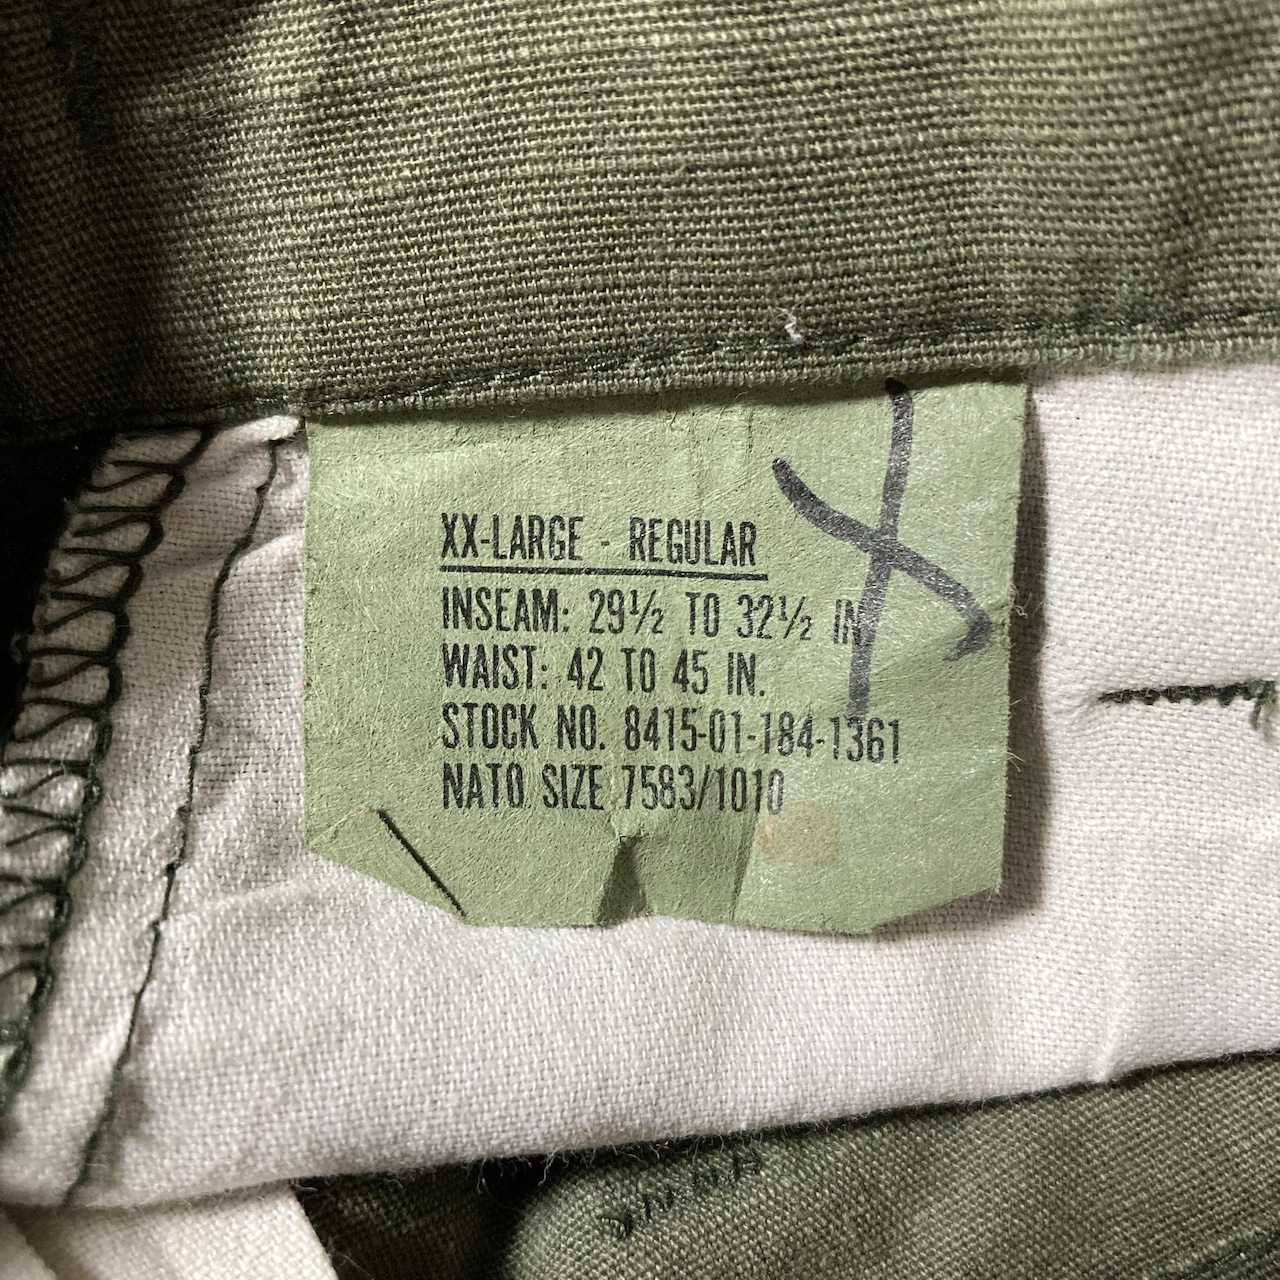 XX-LARGE - REGULAR
INSEAM: 29½ TO 32½ IN
WAIST: 42 TO 45 IN.
STOCK NO. 8415-01-184-1361
NATO SIZE 7583/1010